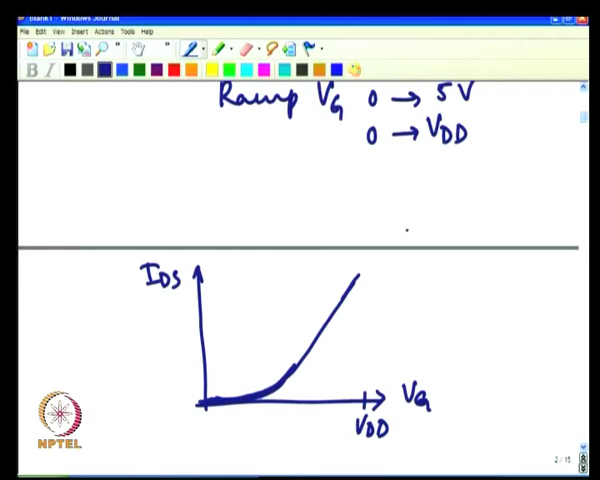 Blank1 - Windows Journal
File Edit View Insert Actions Tools Help
B I
Ramp VG 0 → 5V
0 → VDD
IDS
VG
VDD
NPTEL
2 / 15